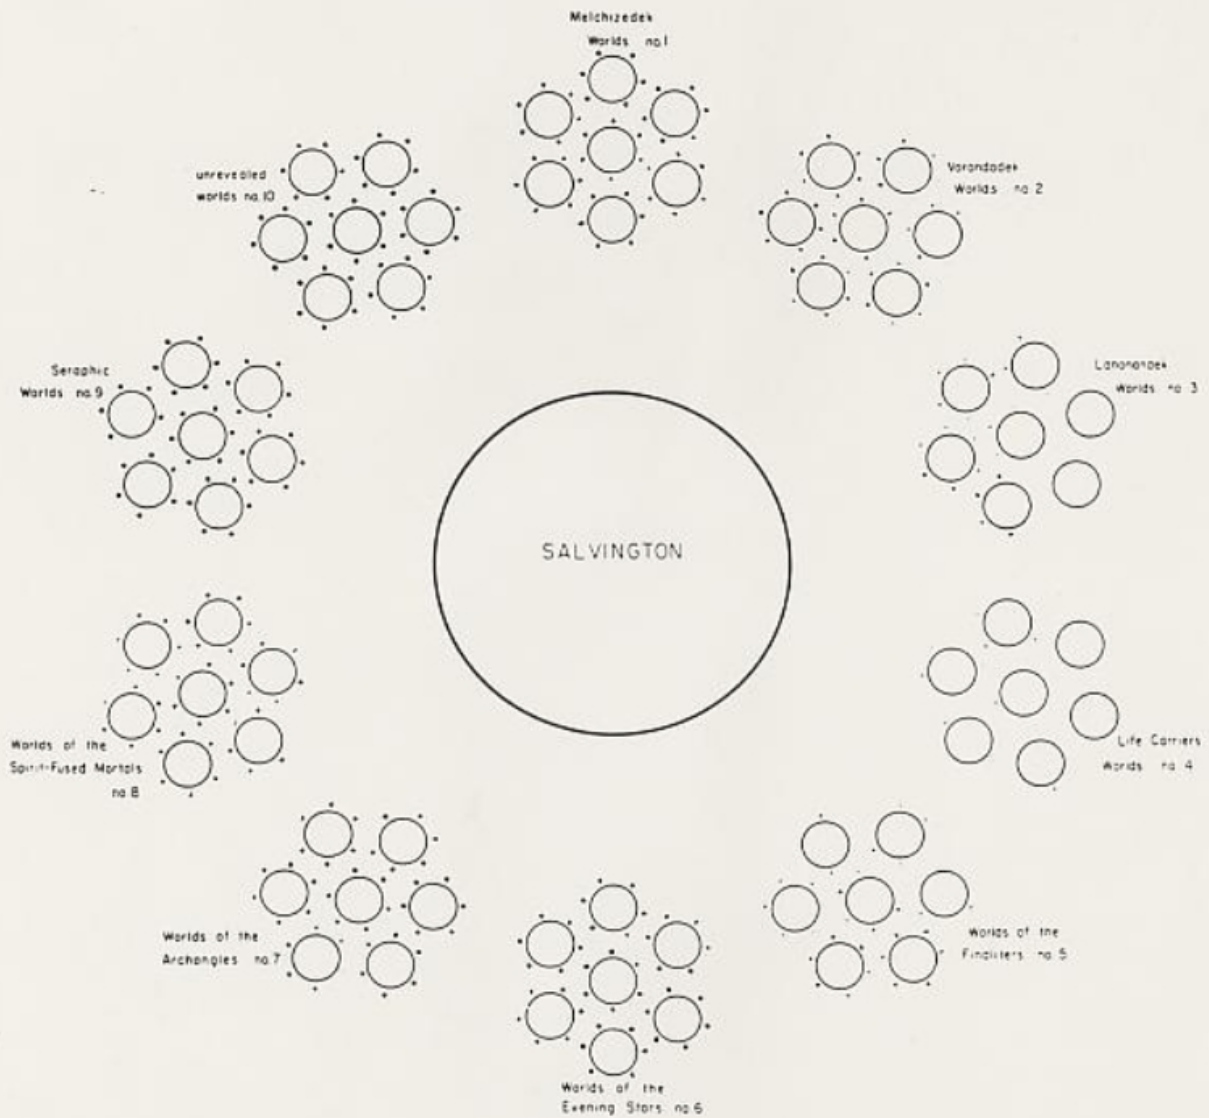 Melchizedek
Worlds no.1
Vorondadek
Worlds no. 2
Lanonandek
Worlds no 3
Life Carriers
Worlds no 4
Worlds of the
Finaliters no. 5
Worlds of the
Evening Stars no.6
Worlds of the
Archangles no.7
Worlds of the
Spirit-Fused Mortals
no.8
Seraphic
Worlds no.9
unrevealed
worlds no.10
SALVINGTON